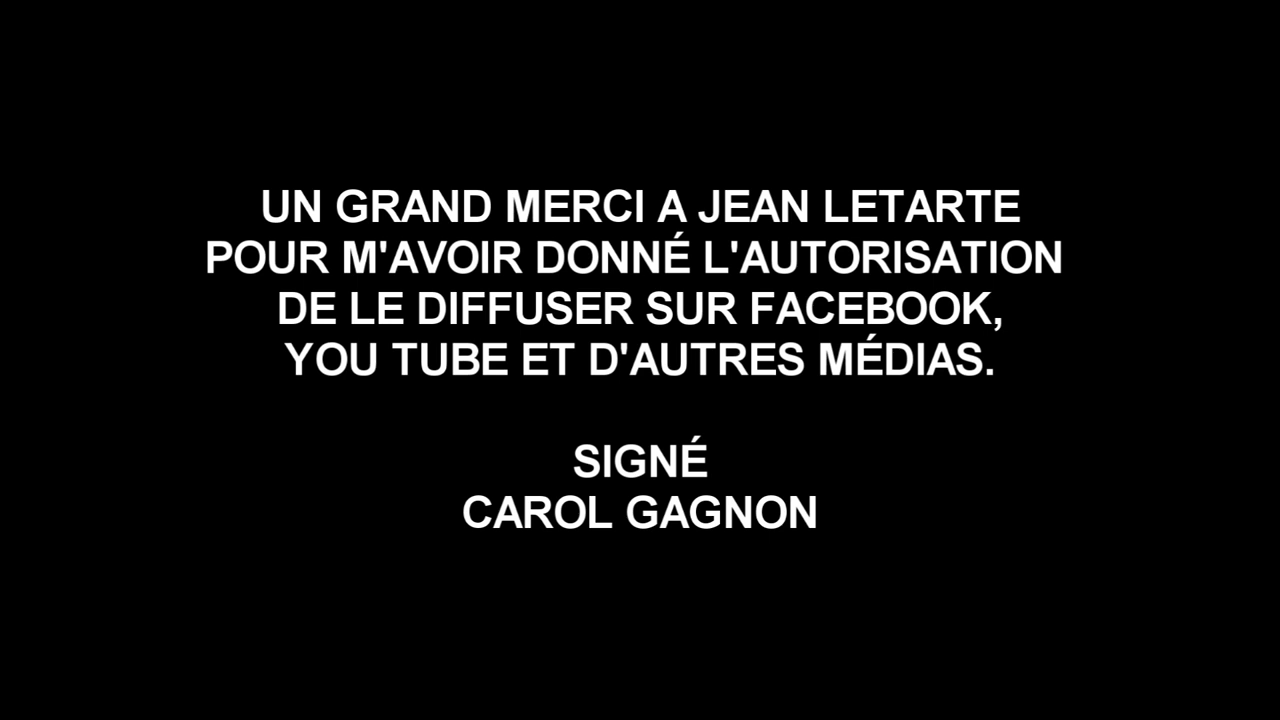 UN GRAND MERCI A JEAN LETARTE
POUR M'AVOIR DONNÉ L'AUTORISATION
DE LE DIFFUSER SUR FACEBOOK,
YOU TUBE ET D'AUTRES MÉDIAS.
SIGNÉ
CAROL GAGNON